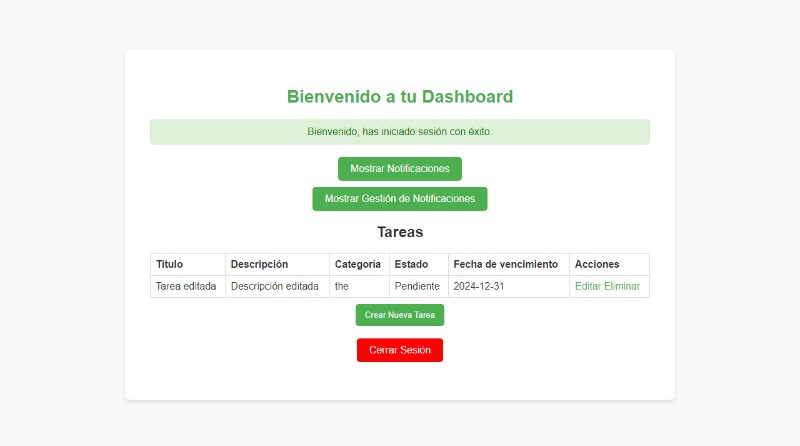 Bienvenido a tu Dashboard
Bienvenido, has iniciado sesión con éxito.
Mostrar Notificaciones
Mostrar Gestión de Notificaciones
Tareas
Título Descripción Categoría Estado Fecha de vencimiento Acciones
Tarea editada Descripción editada the Pendiente 2024-12-31 Editar Eliminar
Crear Nueva Tarea
Cerrar Sesión